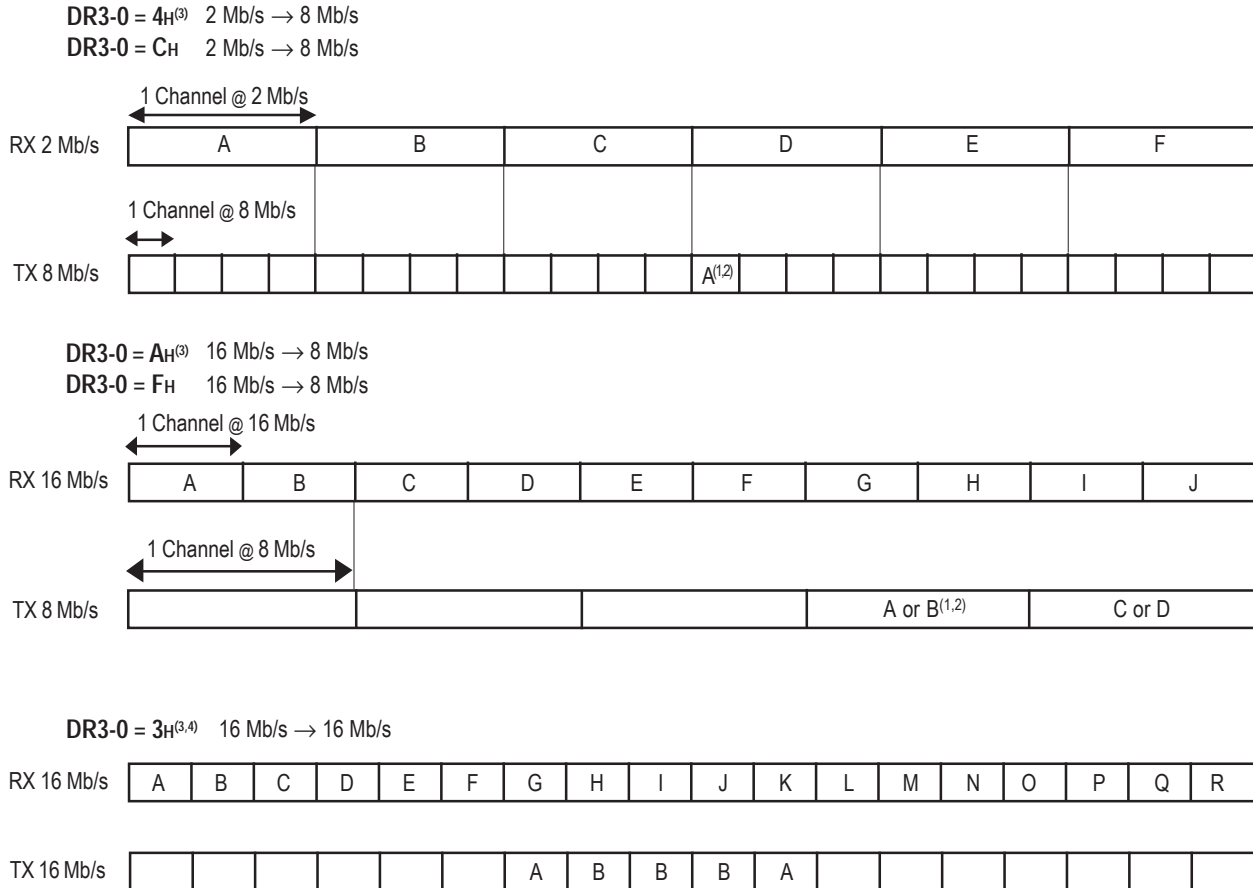 DR3-0 = 4H(3) 2 Mb/s → 8 Mb/s
DR3-0 = CH 2 Mb/s → 8 Mb/s
1 Channel @ 2 Mb/s
RX 2 Mb/s A B C D E F
1 Channel @ 8 Mb/s
TX 8 Mb/s A(1,2)
DR3-0 = AH(3) 16 Mb/s → 8 Mb/s
DR3-0 = FH 16 Mb/s → 8 Mb/s
1 Channel @ 16 Mb/s
RX 16 Mb/s A B C D E F G H I J
1 Channel @ 8 Mb/s
TX 8 Mb/s A or B(1,2) C or D
DR3-0 = 3H(3,4) 16 Mb/s → 16 Mb/s
RX 16 Mb/s A B C D E F G H I J K L M N O P Q R
TX 16 Mb/s A B B B A